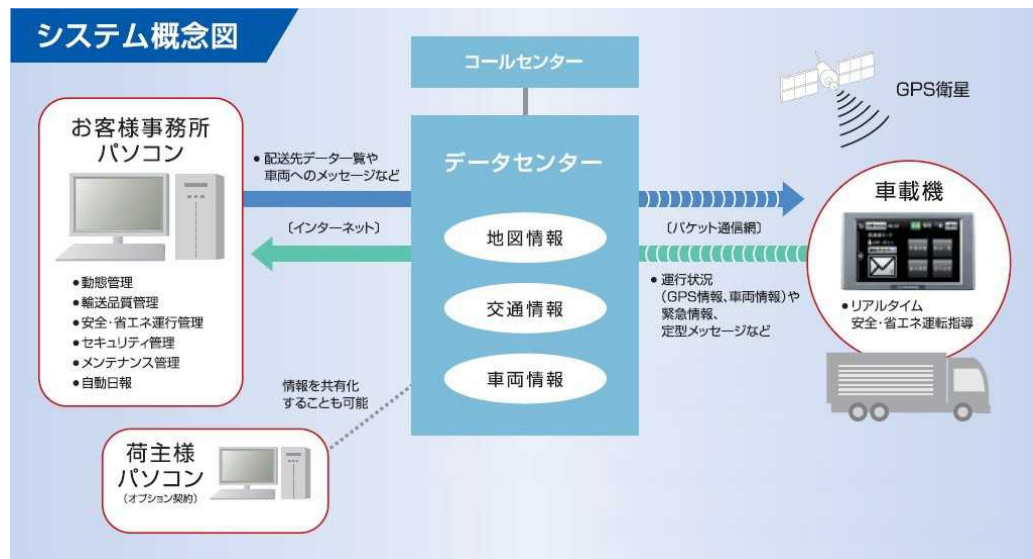 システム概念図
コールセンター
GPS衛星
お客様事務所
パソコン
●配送先データ一覧や
車両へのメッセージなど
データセンター
車載機
〔インターネット〕
〔パケット通信網〕
地図情報
交通情報
車両情報
●動態管理
●輸送品質管理
●安全・省エネ運行管理
●セキュリティ管理
●メンテナンス管理
●自動日報
●運行状況
(GPS情報、車両情報)や
緊急情報、
定型メッセージなど
●リアルタイム
安全・省エネ運転指導
情報を共有化
することも可能
荷主様
パソコン
(オプション契約)